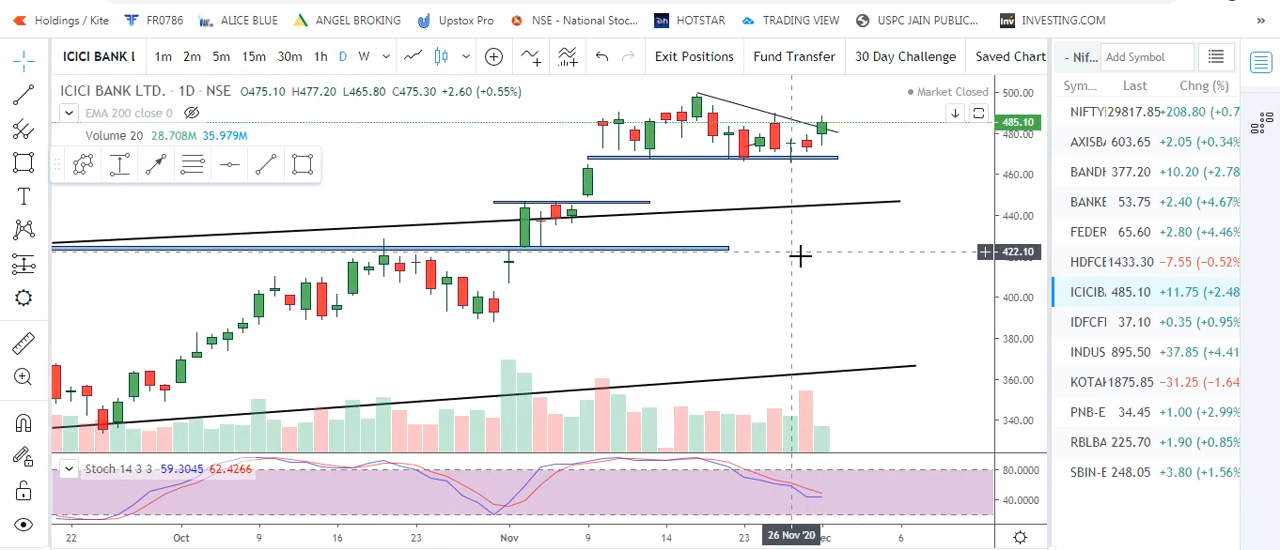 Holdings / Kite FR0786 ALICE BLUE ANGEL BROKING Upstox Pro NSE - National Stoc... HOTSTAR TRADING VIEW USPC JAIN PUBLIC... INVESTING.COM »
ICICI BANK L 1m 2m 5m 15m 30m 1h D W Exit Positions Fund Transfer 30 Day Challenge Saved Chart - Nif... Add Symbol
ICICI BANK LTD. · 1D · NSE O475.10 H477.20 L465.80 C475.30 +2.60 (+0.55%) Market Closed
EMA 200 close 0
Volume 20 28.708M 35.979M
T
500.00
485.10
480.00
460.00
440.00
422.10
400.00
380.00
360.00
340.00
Stoch 14 3 3 59.3045 62.4266
80.0000
40.0000
22 Oct 9 16 23 Nov 9 14 23 26 Nov '20 ec 6
Sym... Last Chng (%)
NIFTY 29817.85 +208.80 (+0.7
AXISBA 603.65 +2.05 (+0.34%
BANDI 377.20 +10.20 (+2.78
BANKE 53.75 +2.40 (+4.67%
FEDER 65.60 +2.80 (+4.46%
HDFCE 1433.30 -7.55 (-0.52%
ICICIB. 485.10 +11.75 (+2.48
IDFCFI 37.10 +0.35 (+0.95%
INDUS 895.50 +37.85 (+4.41
KOTAK 1875.85 -31.25 (-1.64
PNB-E 34.45 +1.00 (+2.99%
RBLBA 225.70 +1.90 (+0.85%
SBIN-E 248.05 +3.80 (+1.56%